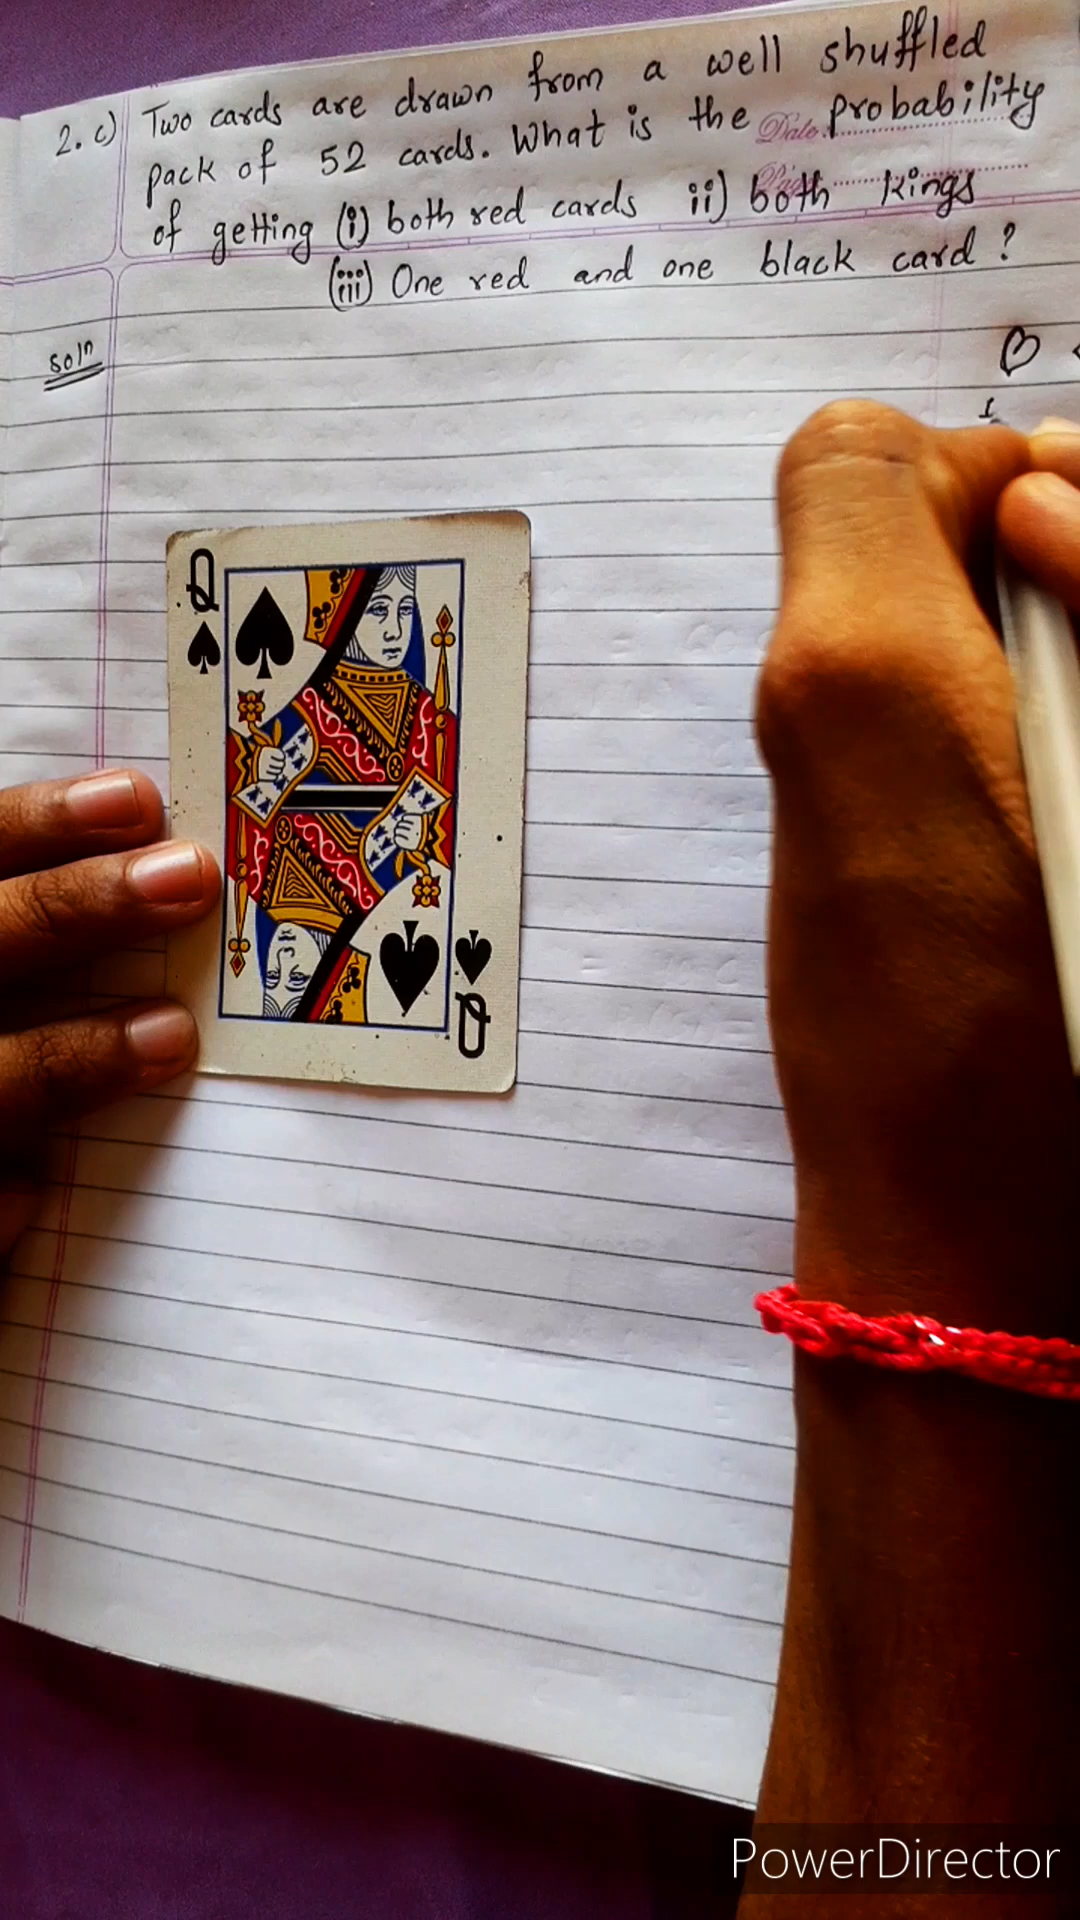 2. c) Two cards are drawn from a well shuffled
pack of 52 cards. What is the probability
Date
of getting (i) both red cards ii) both kings
(iii) One red and one black card ?
soln
Q
Q
PowerDirector